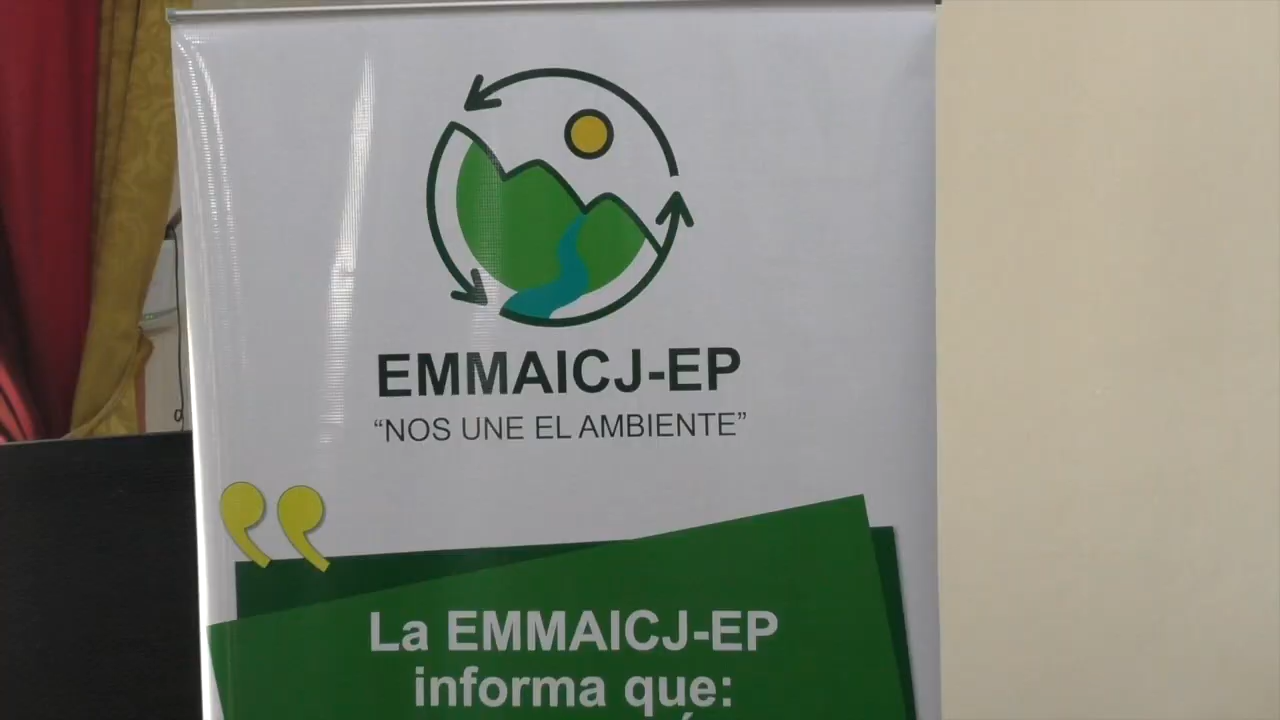 EMMAICJ-EP
“NOS UNE EL AMBIENTE”
La EMMAICJ-EP
informa que: